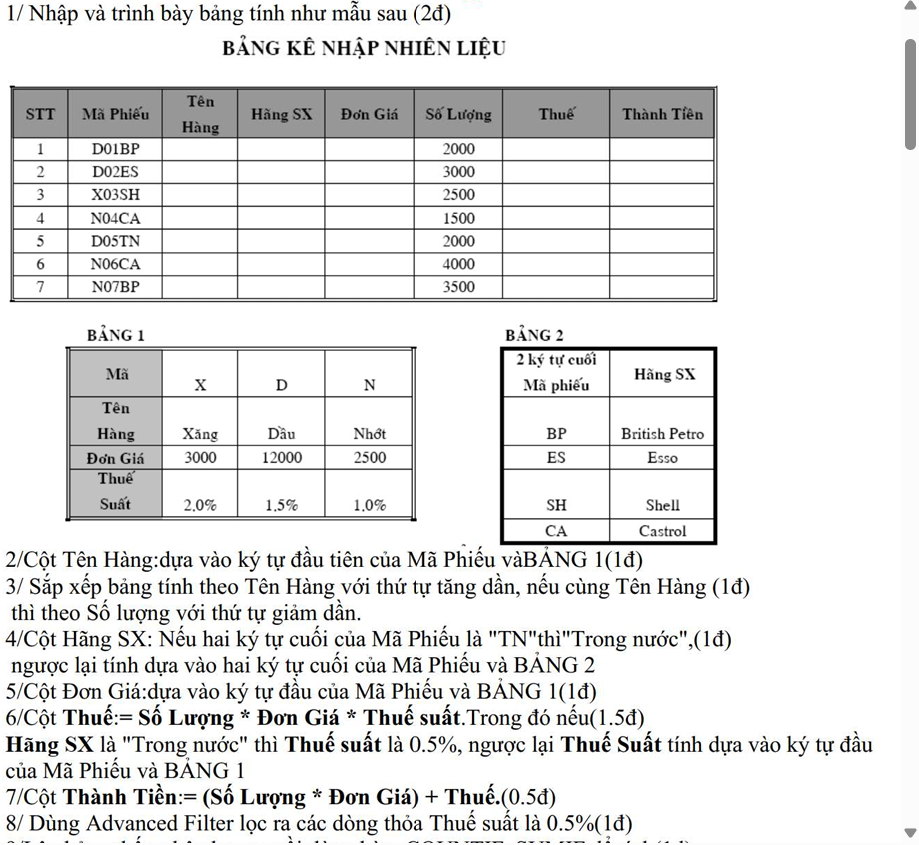 1/ Nhập và trình bày bảng tính như mẫu sau (2đ)
BẢNG KÊ NHẬP NHIÊN LIỆU
STT Mã Phiếu Tên Hàng Hãng SX Đơn Giá Số Lượng Thuế Thành Tiền
1 D01BP 2000
2 D02ES 3000
3 X03SH 2500
4 N04CA 1500
5 D05TN 2000
6 N06CA 4000
7 N07BP 3500
BẢNG 1
Mã X D N
Tên Hàng Xăng Dầu Nhớt
Đơn Giá 3000 12000 2500
Thuế Suất 2.0% 1.5% 1.0%
BẢNG 2
2 ký tự cuối Mã phiếu Hãng SX
BP British Petro
ES Esso
SH Shell
CA Castrol
2/Cột Tên Hàng:dựa vào ký tự đầu tiên của Mã Phiếu vàBẢNG 1(1đ)
3/ Sắp xếp bảng tính theo Tên Hàng với thứ tự tăng dần, nếu cùng Tên Hàng (1đ)
thì theo Số lượng với thứ tự giảm dần.
4/Cột Hãng SX: Nếu hai ký tự cuối của Mã Phiếu là "TN"thì"Trong nước",(1đ)
ngược lại tính dựa vào hai ký tự cuối của Mã Phiếu và BẢNG 2
5/Cột Đơn Giá:dựa vào ký tự đầu của Mã Phiếu và BẢNG 1(1đ)
6/Cột Thuế:= Số Lượng * Đơn Giá * Thuế suất.Trong đó nếu(1.5đ)
Hãng SX là "Trong nước" thì Thuế suất là 0.5%, ngược lại Thuế Suất tính dựa vào ký tự đầu
của Mã Phiếu và BẢNG 1
7/Cột Thành Tiền:= (Số Lượng * Đơn Giá) + Thuế.(0.5đ)
8/ Dùng Advanced Filter lọc ra các dòng thỏa Thuế suất là 0.5%(1đ)